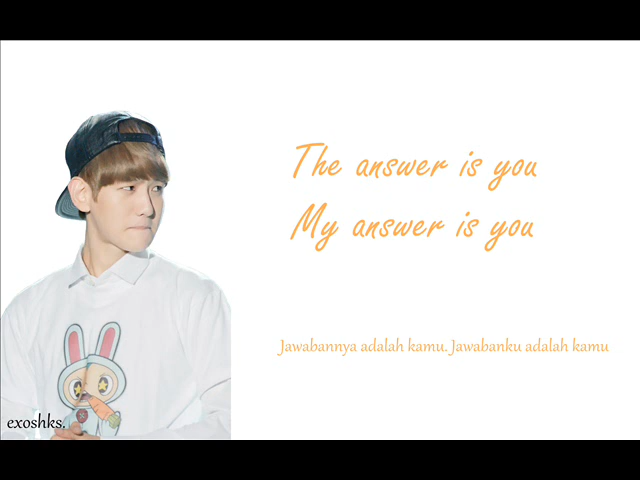 The answer is you
My answer is you
Jawabannya adalah kamu. Jawabanku adalah kamu
exoshks.